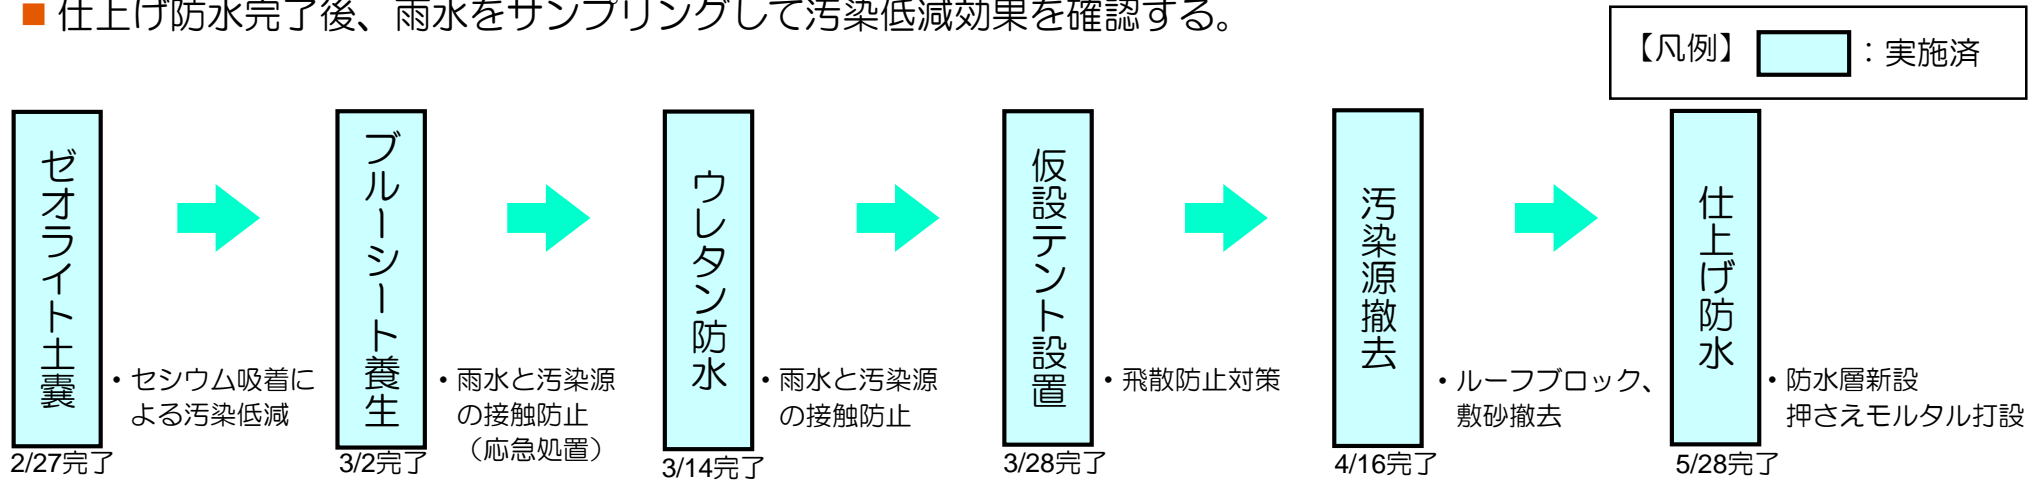 ■ 仕上げ防水完了後、雨水をサンプリングして汚染低減効果を確認する。
【凡例】 ：実施済
ゼオライト土嚢
・セシウム吸着に
よる汚染低減
2/27完了
ブルーシート養生
・雨水と汚染源
の接触防止
（応急処置）
3/2完了
ウレタン防水
・雨水と汚染源
の接触防止
3/14完了
仮設テント設置
・飛散防止対策
3/28完了
汚染源撤去
・ルーフブロック、
敷砂撤去
4/16完了
仕上げ防水
・防水層新設
押さえモルタル打設
5/28完了